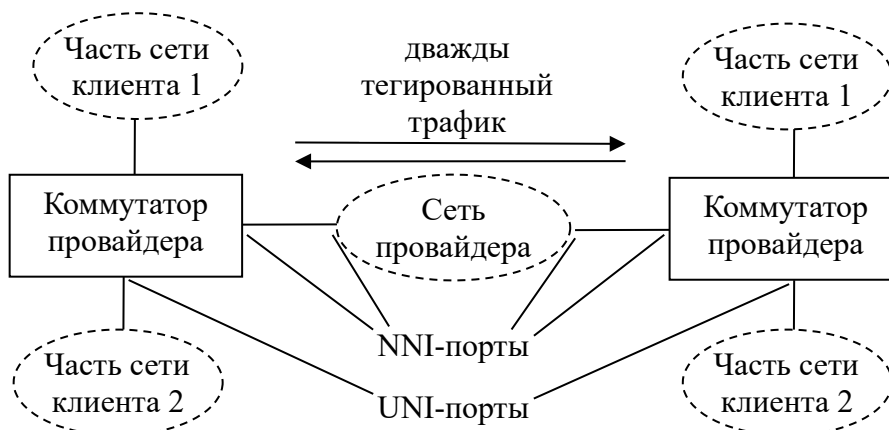 Часть сети
клиента 1
дважды
тегированный
трафик
Часть сети
клиента 1
Коммутатор
провайдера
Сеть
провайдера
Коммутатор
провайдера
Часть сети
клиента 2
NNI-порты
UNI-порты
Часть сети
клиента 2